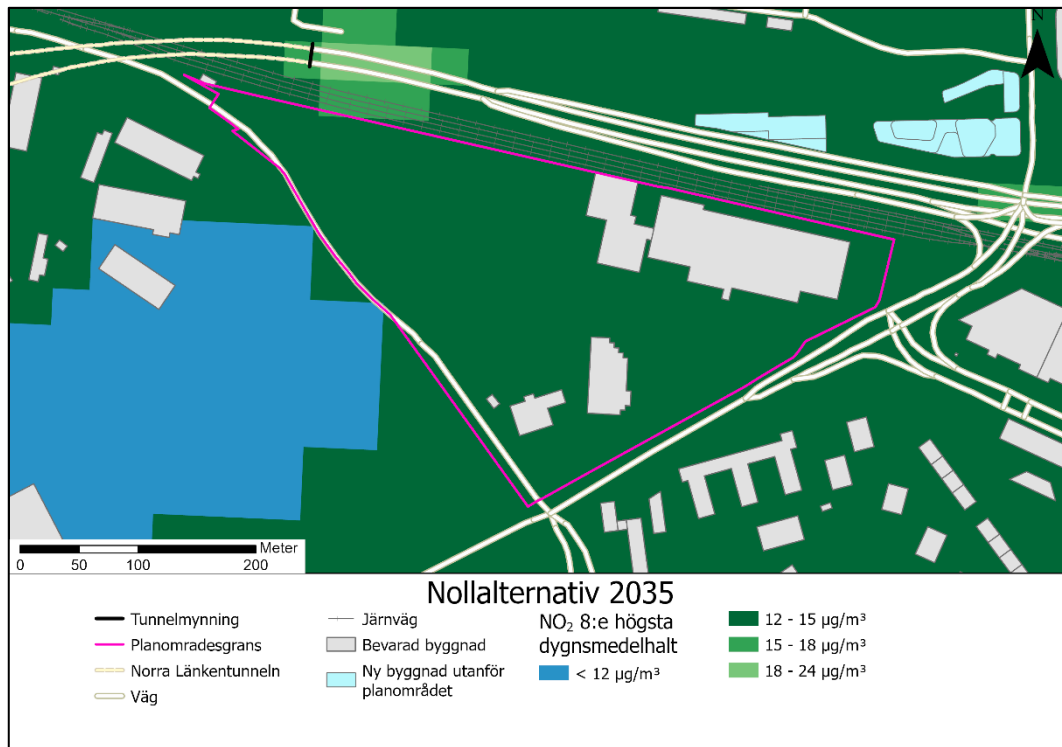 N
Meter
0 50 100 200
Nollalternativ 2035
Tunnelmynning
Planomradesgrans
Norra Länkentunneln
Väg
Järnväg
Bevarad byggnad
Ny byggnad utanför
planområdet
NO₂ 8:e högsta
dygnsmedelhalt
< 12 µg/m³
12 - 15 µg/m³
15 - 18 µg/m³
18 - 24 µg/m³